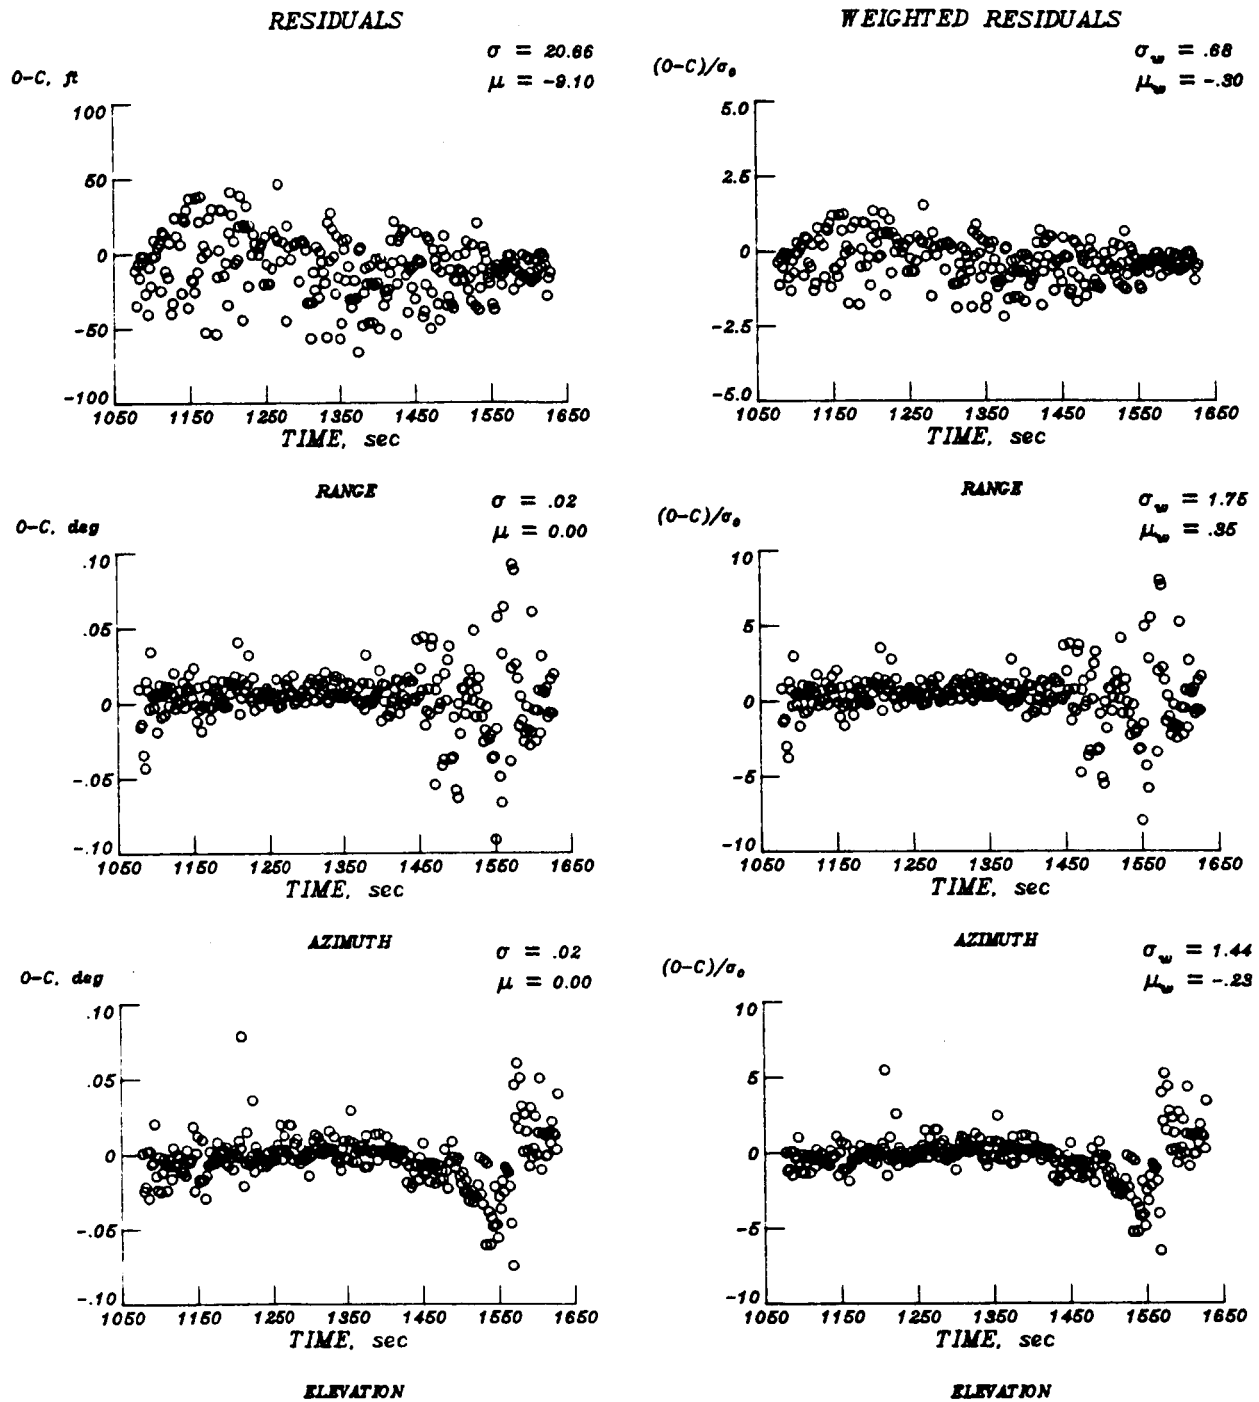 RESIDUALS
σ = 20.66
μ = -9.10
O-C, ft
100
50
0
-50
-100
1050 1150 1250 1350 1450 1550 1650
TIME, sec
RANGE
WEIGHTED RESIDUALS
σw = .68
μw = -.30
(O-C)/σo
5.0
2.5
0
-2.5
-5.0
1050 1150 1250 1350 1450 1550 1650
TIME, sec
RANGE
σ = .02
μ = 0.00
O-C, deg
.10
.05
0
-.05
-.10
1050 1150 1250 1350 1450 1550 1650
TIME, sec
AZIMUTH
σw = 1.75
μw = .35
(O-C)/σo
10
5
0
-5
-10
1050 1150 1250 1350 1450 1550 1650
TIME, sec
AZIMUTH
σ = .02
μ = 0.00
O-C, deg
.10
.05
0
-.05
-.10
1050 1150 1250 1350 1450 1550 1650
TIME, sec
ELEVATION
σw = 1.44
μw = -.23
(O-C)/σo
10
5
0
-5
-10
1050 1150 1250 1350 1450 1550 1650
TIME, sec
ELEVATION